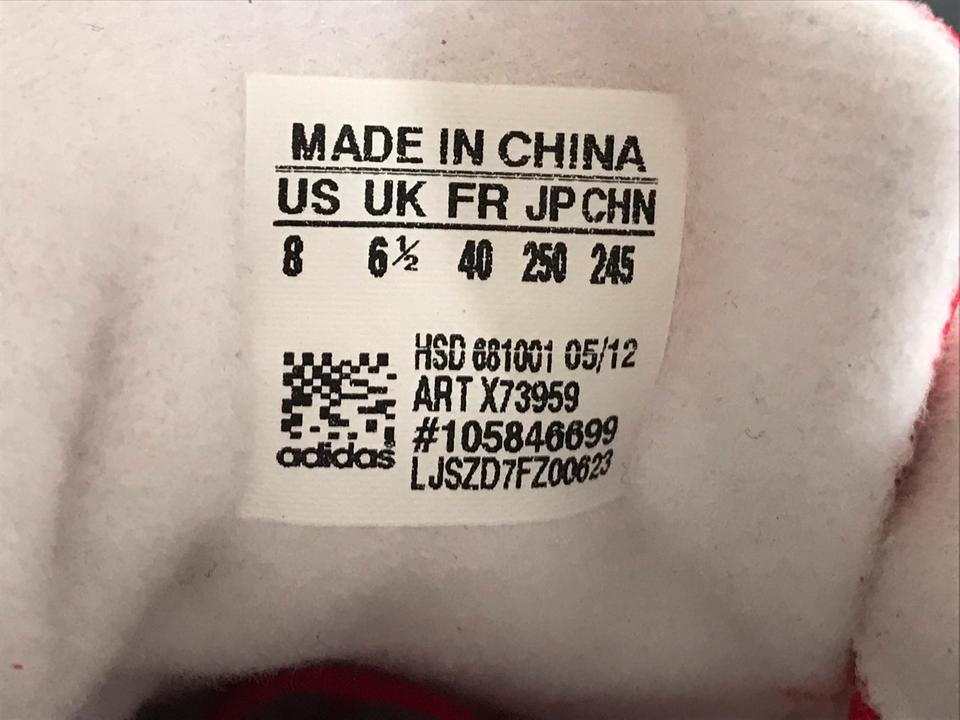 MADE IN CHINA
US UK FR JP CHN
8 6½ 40 250 245
HSD 681001 05/12
ART X73959
#105846699
LJSZD7FZ00623
adidas